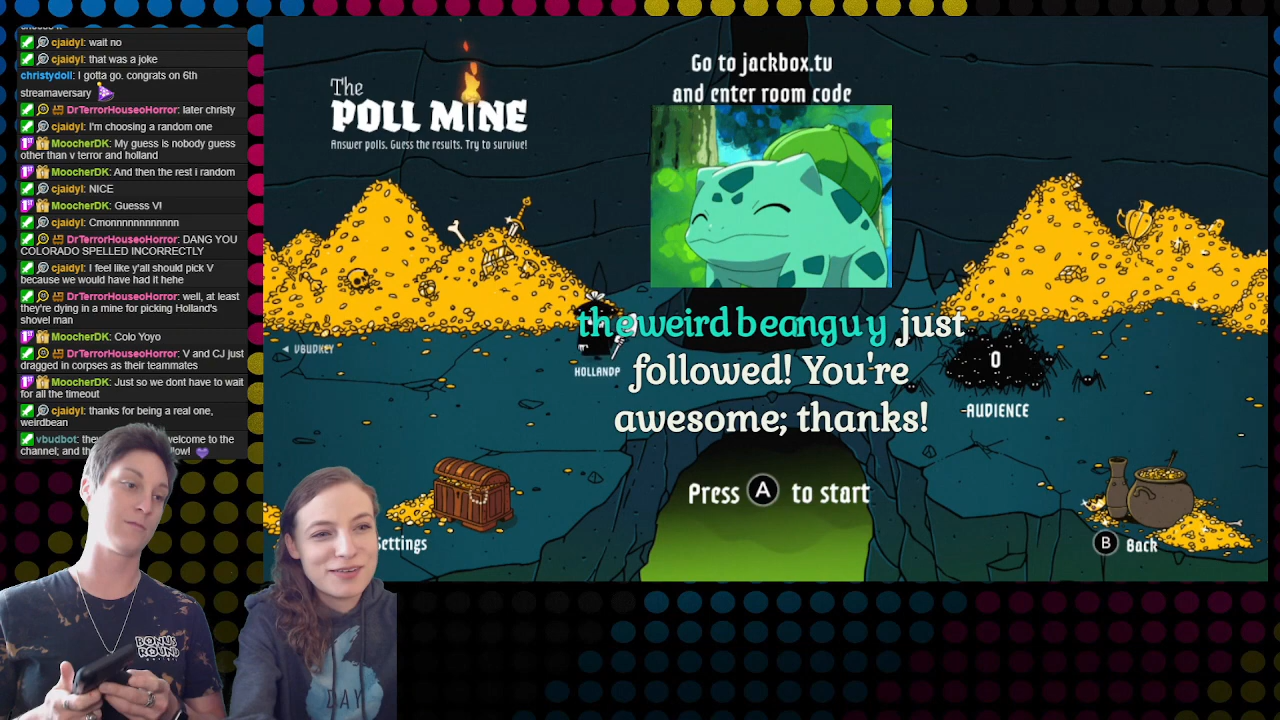 cjaidyl: wait no
cjaidyl: that was a joke
christydoll: I gotta go. congrats on 6th
streamaversary
DrTerrorHouseoHorror: later christy
cjaidyl: I'm choosing a random one
MoocherDK: My guess is nobody guess
other than v terror and holland
MoocherDK: And then the rest i random
cjaidyl: NICE
MoocherDK: Guesss V!
cjaidyl: Cmonnnnnnnnnnnn
DrTerrorHouseoHorror: DANG YOU
COLORADO SPELLED INCORRECTLY
cjaidyl: I feel like y'all should pick V
because we would have had it hehe
DrTerrorHouseoHorror: well, at least
they're dying in a mine for picking Holland's
shovel man
MoocherDK: Colo Yoyo
DrTerrorHouseoHorror: V and CJ just
dragged in corpses as their teammates
MoocherDK: Just so we dont have to wait
for all the timeout
cjaidyl: thanks for being a real one,
weirdbean
vbudbot: welcome to the
channel; and
The
POLL MINE
Answer polls. Guess the results. Try to survive!
Go to jackbox.tv
and enter room code
theweirdbeanguy just
followed! You're
awesome; thanks!
VBUDKEY
HOLLANDP
0
AUDIENCE
Press A to start
Settings
B Back
BONUS
ROUND
DAY